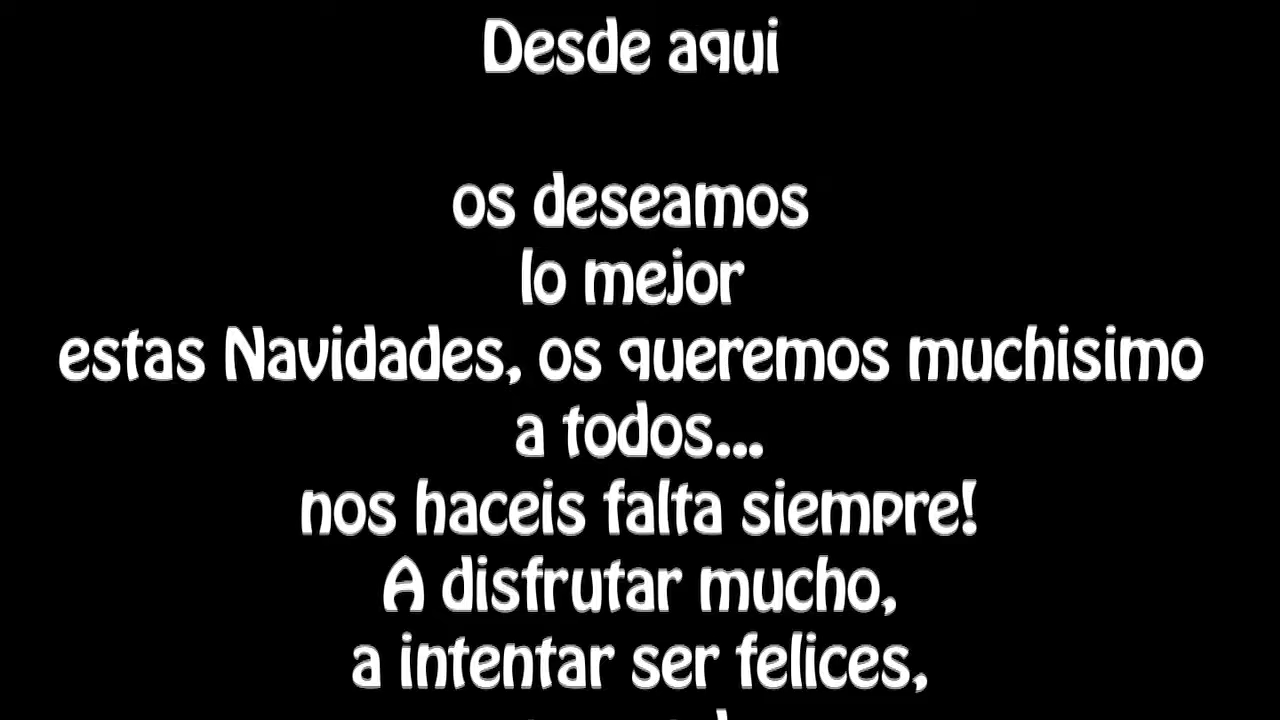 Desde aqui
os deseamos
lo mejor
estas Navidades, os queremos muchisimo
a todos...
nos haceis falta siempre!
A disfrutar mucho,
a intentar ser felices,